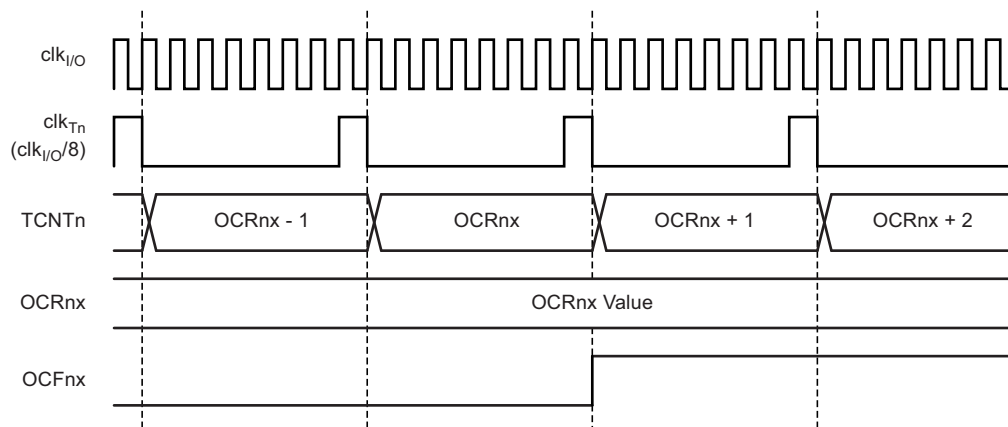 clkI/O
clkTn
(clkI/O/8)
TCNTn OCRnx - 1 OCRnx OCRnx + 1 OCRnx + 2
OCRnx OCRnx Value
OCFnx